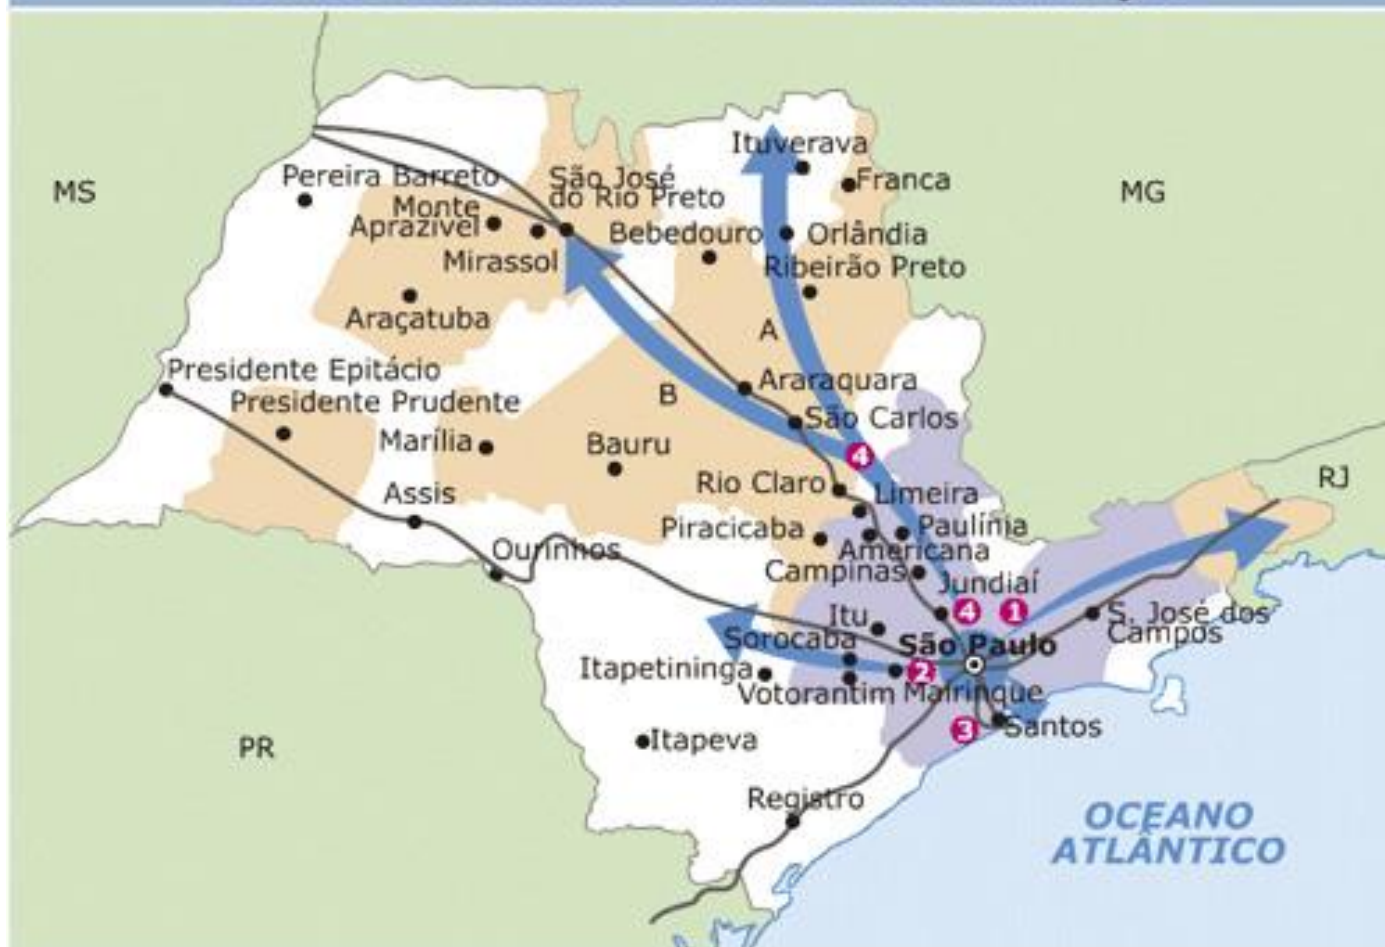 Ituverava
Pereira Barreto
São José
do Rio Preto
Franca
MS
MG
Monte
Aprazível
Bebedouro
Orlândia
Mirassol
Ribeirão Preto
Araçatuba
A
Presidente Epitácio
Araraquara
Presidente Prudente
B
São Carlos
Marília
Bauru
4
RJ
Rio Claro
Assis
Limeira
Piracicaba
Paulínia
Americana
Ourinhos
Campinas
Jundiaí
4
1
Itu
S. José dos
Campos
Sorocaba
São Paulo
Itapetininga
2
Votorantim
Mairinque
3
Santos
PR
Itapeva
Registro
OCEANO
ATLÂNTICO